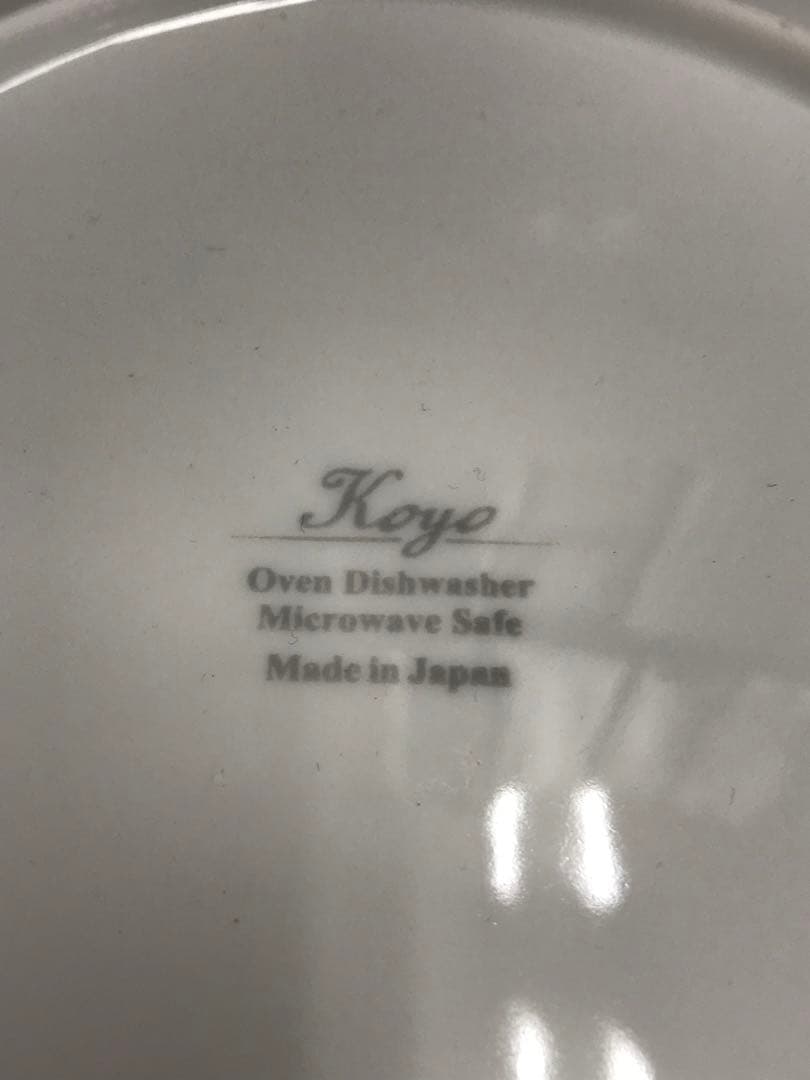 Koyo
Oven Dishwasher
Microwave Safe
Made in Japan